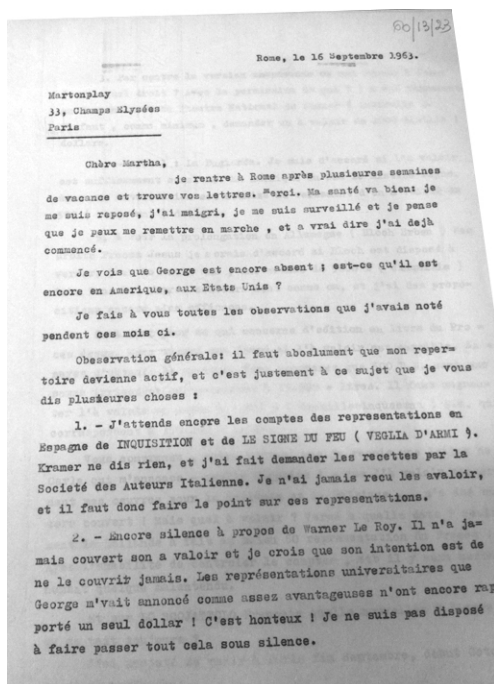 60/13/23
Rome, le 16 Septembre 1963.
Martonplay
33, Champs Elysées
Paris
Chère Martha,
je rentre à Rome après plusieurs semaines
de vacance et trouve vos lettres. Merci. Ma santé va bien: je
me suis reposé, j'ai maigri, je me suis surveillé et je pense
que je peux me remettre en marche , et a vrai dire j'ai dejà
commencé.
Je vois que George est encore absent ; est-ce qu'il est
encore en Amerique, aux Etats Unis ?
Je fais à vous toutes les observations que j'avais noté
pendent ces mois ci.
Obeservation générale: il faut aboslument que mon reper-
toire devienne actif, et c'est justement à ce sujet que je vous
dis plusieures choses :
1. - J'attends encore les comptes des representations en
Espagne de INQUISITION et de LE SIGNE DU FEU ( VEGLIA D'ARMI ).
Kramer ne dis rien, et j'ai fait demander les recettes par la
Societé des Auteurs Italienne. Je n'ai jamais recu les avaloir,
et il faut donc faire le point sur ces representations.
2. - Encore silence à propos de Warner Le Roy. Il n'a ja-
mais couvert son a valoir et je crois que son intention est de
ne le couvrir jamais. Les représentations universitaires que
George m'vait annoncé comme assez avantageuses n'ont encore rap
porté un seul dollar ! C'est honteux ! Je ne suis pas disposé
à faire passer tout cela sous silence.